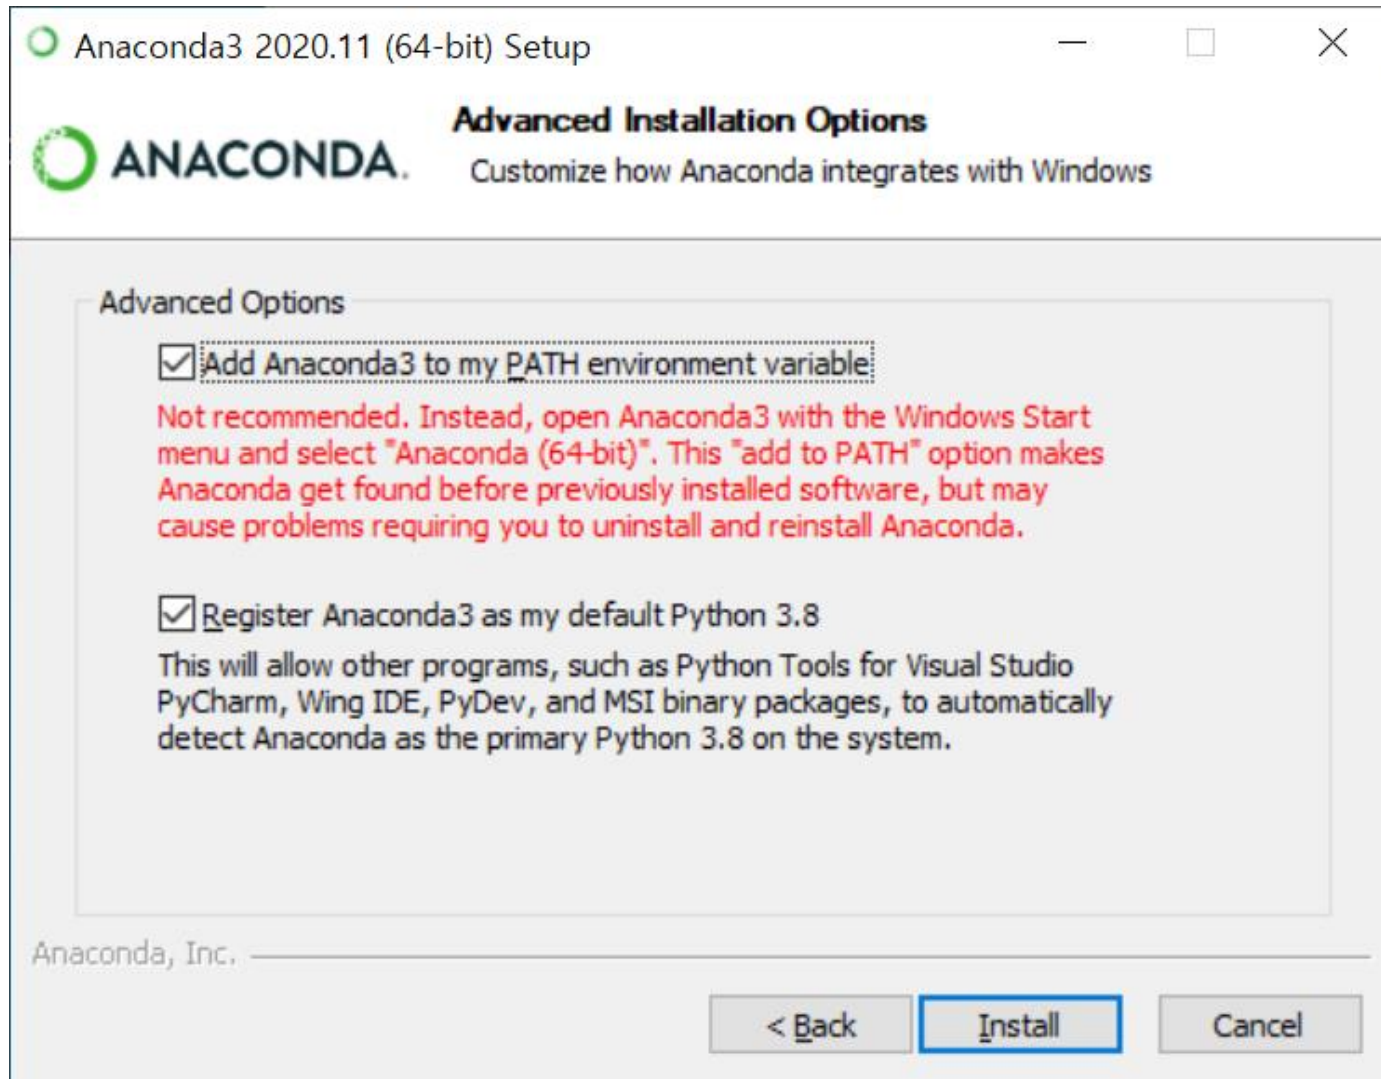 Anaconda3 2020.11 (64-bit) Setup
ANACONDA.
Advanced Installation Options
Customize how Anaconda integrates with Windows
Advanced Options
Add Anaconda3 to my PATH environment variable
Not recommended. Instead, open Anaconda3 with the Windows Start
menu and select "Anaconda (64-bit)". This "add to PATH" option makes
Anaconda get found before previously installed software, but may
cause problems requiring you to uninstall and reinstall Anaconda.
Register Anaconda3 as my default Python 3.8
This will allow other programs, such as Python Tools for Visual Studio
PyCharm, Wing IDE, PyDev, and MSI binary packages, to automatically
detect Anaconda as the primary Python 3.8 on the system.
Anaconda, Inc.
< Back
Install
Cancel